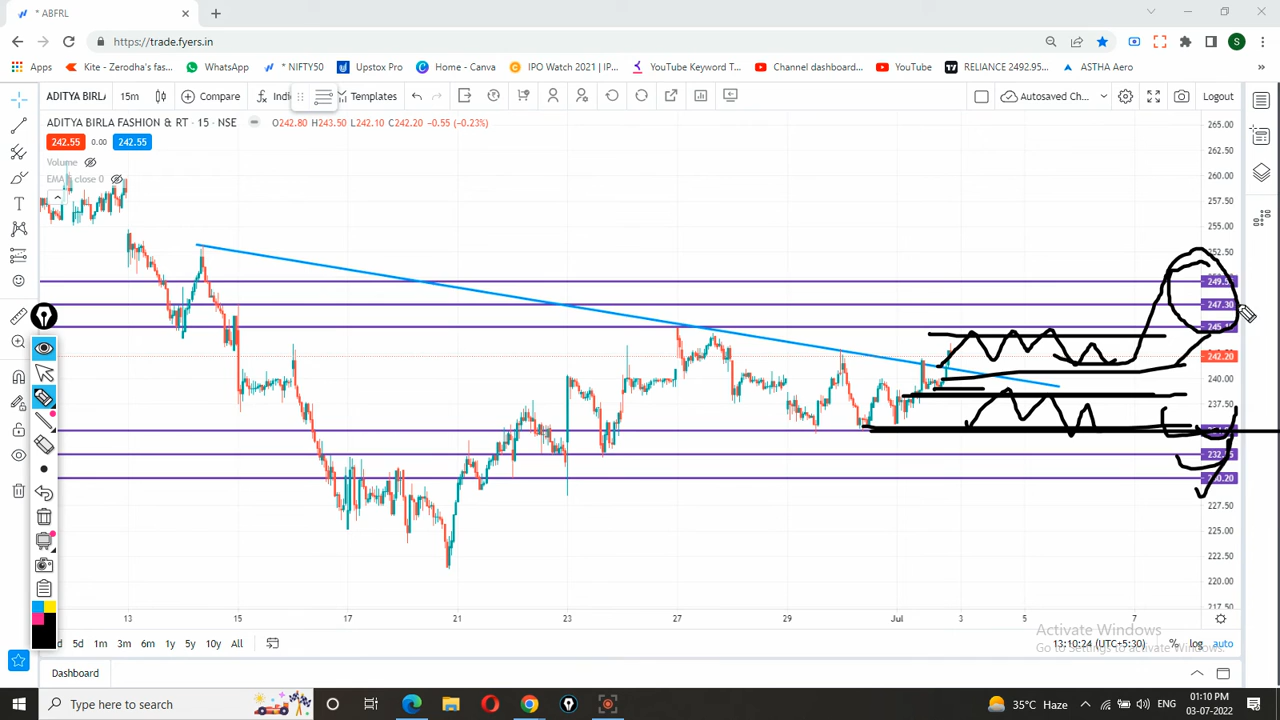 * ABFRL
https://trade.fyers.in
Apps
Kite - Zerodha's fas...
WhatsApp
* NIFTY50
Upstox Pro
Home - Canva
IPO Watch 2021 | IP...
YouTube Keyword T...
Channel dashboard...
YouTube
RELIANCE 2492.95...
ASTHA Aero
ADITYA BIRL
15m
Compare
Indi
Templates
Autosaved Ch...
Logout
ADITYA BIRLA FASHION & RT · 15 · NSE
O242.80 H243.50 L242.10 C242.20 -0.55 (-0.23%)
242.55
0.00
242.55
Volume
265.00
262.50
260.00
257.50
255.00
252.50
247.30
242.20
240.00
237.50
227.50
225.00
222.50
220.00
217.50
13
15
17
21
23
27
29
Jul
3
5
7
5d
1m
3m
6m
1y
5y
10y
All
13:10:24 (UTC+5:30)
%
log
auto
Activate Windows
Go to Settings to activate Windows.
Dashboard
Type here to search
35°C Haze
ENG
01:10 PM
03-07-2022